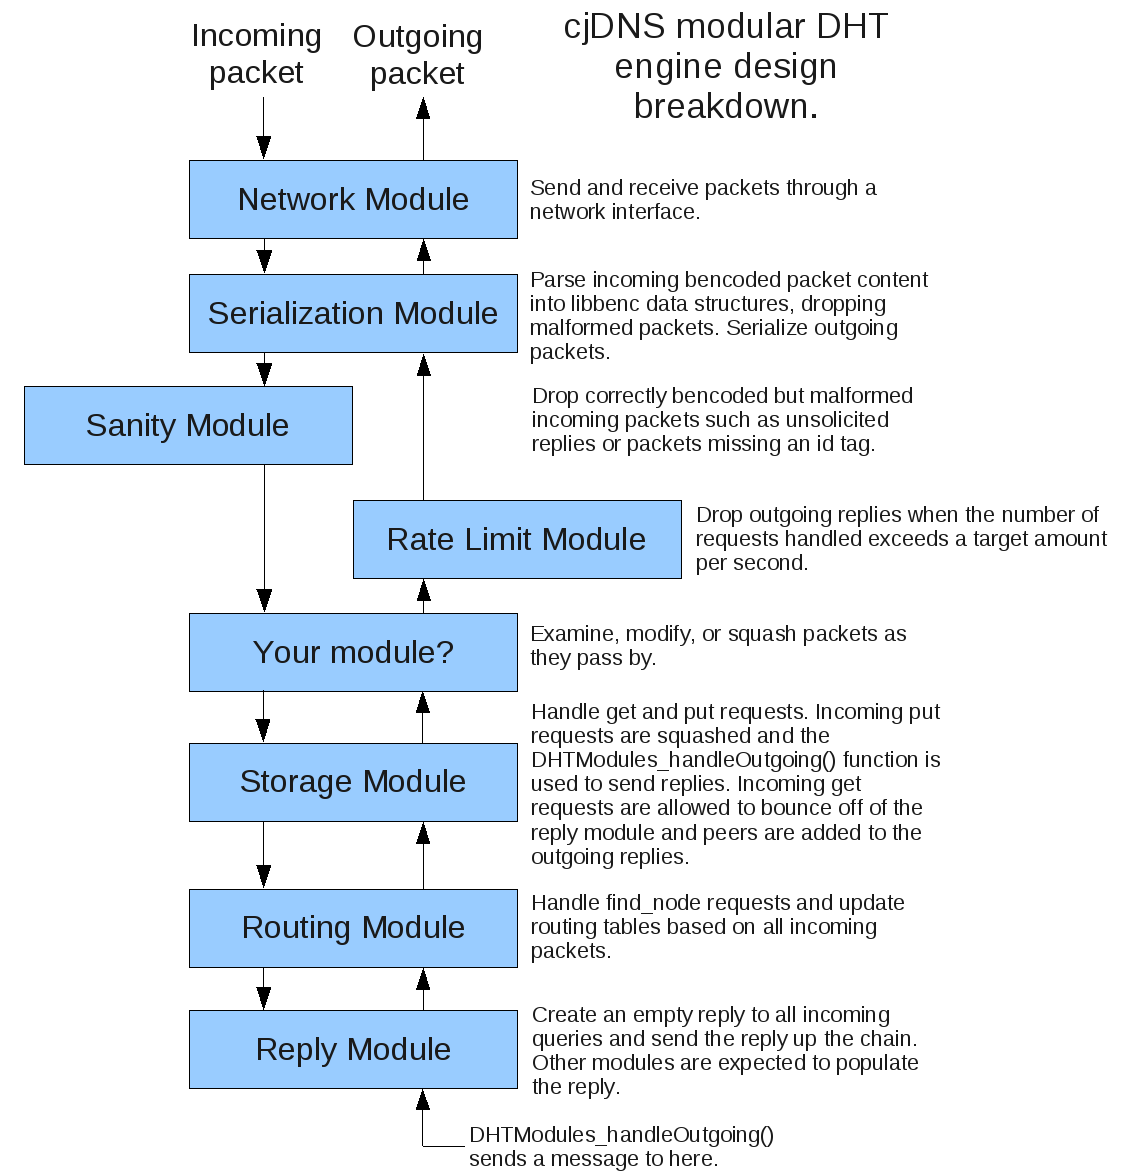 Incoming
packet
Outgoing
packet
cjDNS modular DHT
engine design
breakdown.
Network Module
Send and receive packets through a
network interface.
Serialization Module
Parse incoming bencoded packet content
into libbenc data structures, dropping
malformed packets. Serialize outgoing
packets.
Sanity Module
Drop correctly bencoded but malformed
incoming packets such as unsolicited
replies or packets missing an id tag.
Rate Limit Module
Drop outgoing replies when the number of
requests handled exceeds a target amount
per second.
Your module?
Examine, modify, or squash packets as
they pass by.
Storage Module
Handle get and put requests. Incoming put
requests are squashed and the
DHTModules_handleOutgoing() function is
used to send replies. Incoming get
requests are allowed to bounce off of the
reply module and peers are added to the
outgoing replies.
Routing Module
Handle find_node requests and update
routing tables based on all incoming
packets.
Reply Module
Create an empty reply to all incoming
queries and send the reply up the chain.
Other modules are expected to populate
the reply.
DHTModules_handleOutgoing()
sends a message to here.